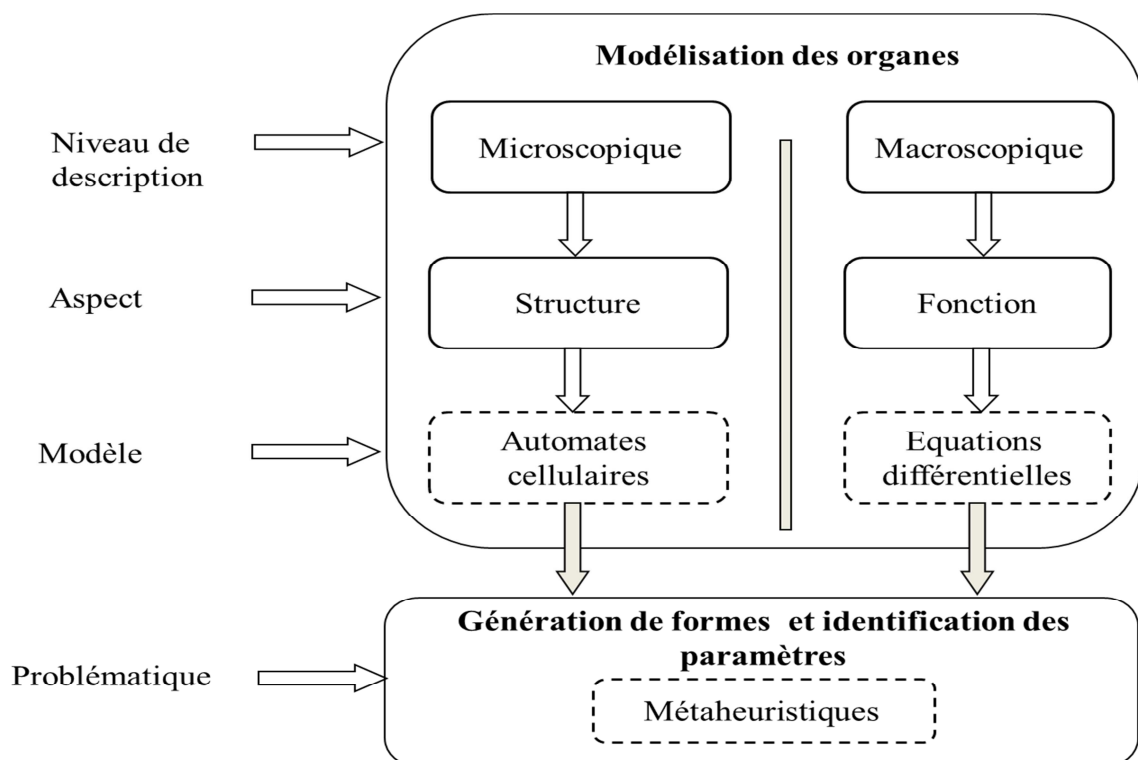 Modélisation des organes
Niveau de
description
Microscopique
Macroscopique
Aspect
Structure
Fonction
Modèle
Automates
cellulaires
Equations
différentielles
Génération de formes et identification des
paramètres
Problématique
Métaheuristiques